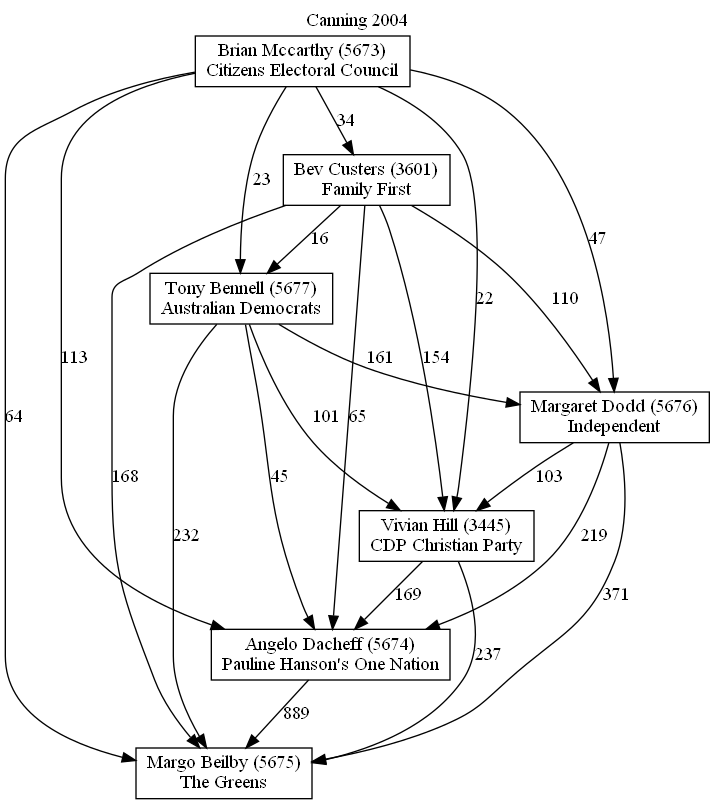 Canning 2004
Brian Mccarthy (5673)
Citizens Electoral Council
34
Bev Custers (3601)
Family First
23
16
47
22
110
Tony Bennell (5677)
Australian Democrats
113
161
154
64
101
65
Margaret Dodd (5676)
Independent
168
45
103
232
Vivian Hill (3445)
CDP Christian Party
219
169
371
Angelo Dacheff (5674)
Pauline Hanson's One Nation
237
889
Margo Beilby (5675)
The Greens